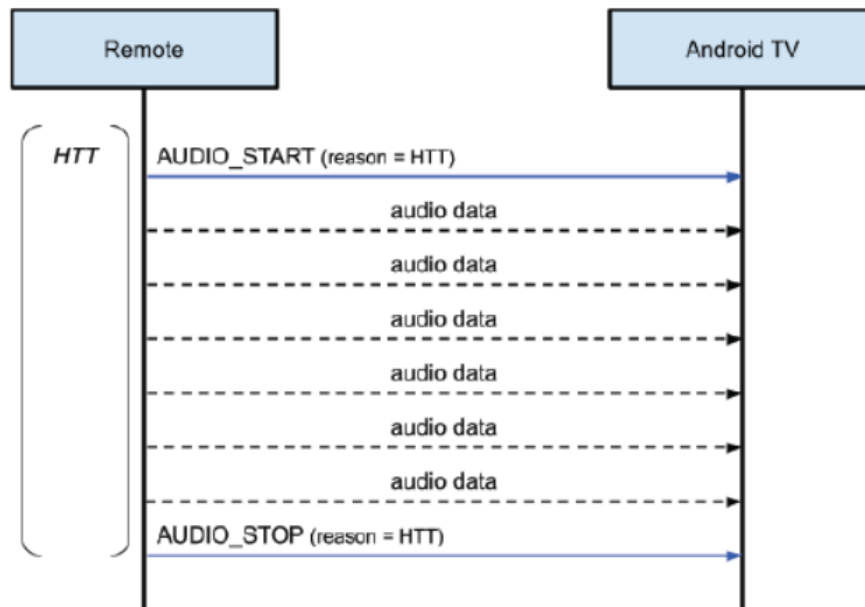 Remote
Android TV
HTT
AUDIO_START (reason = HTT)
audio data
audio data
audio data
audio data
audio data
audio data
AUDIO_STOP (reason = HTT)